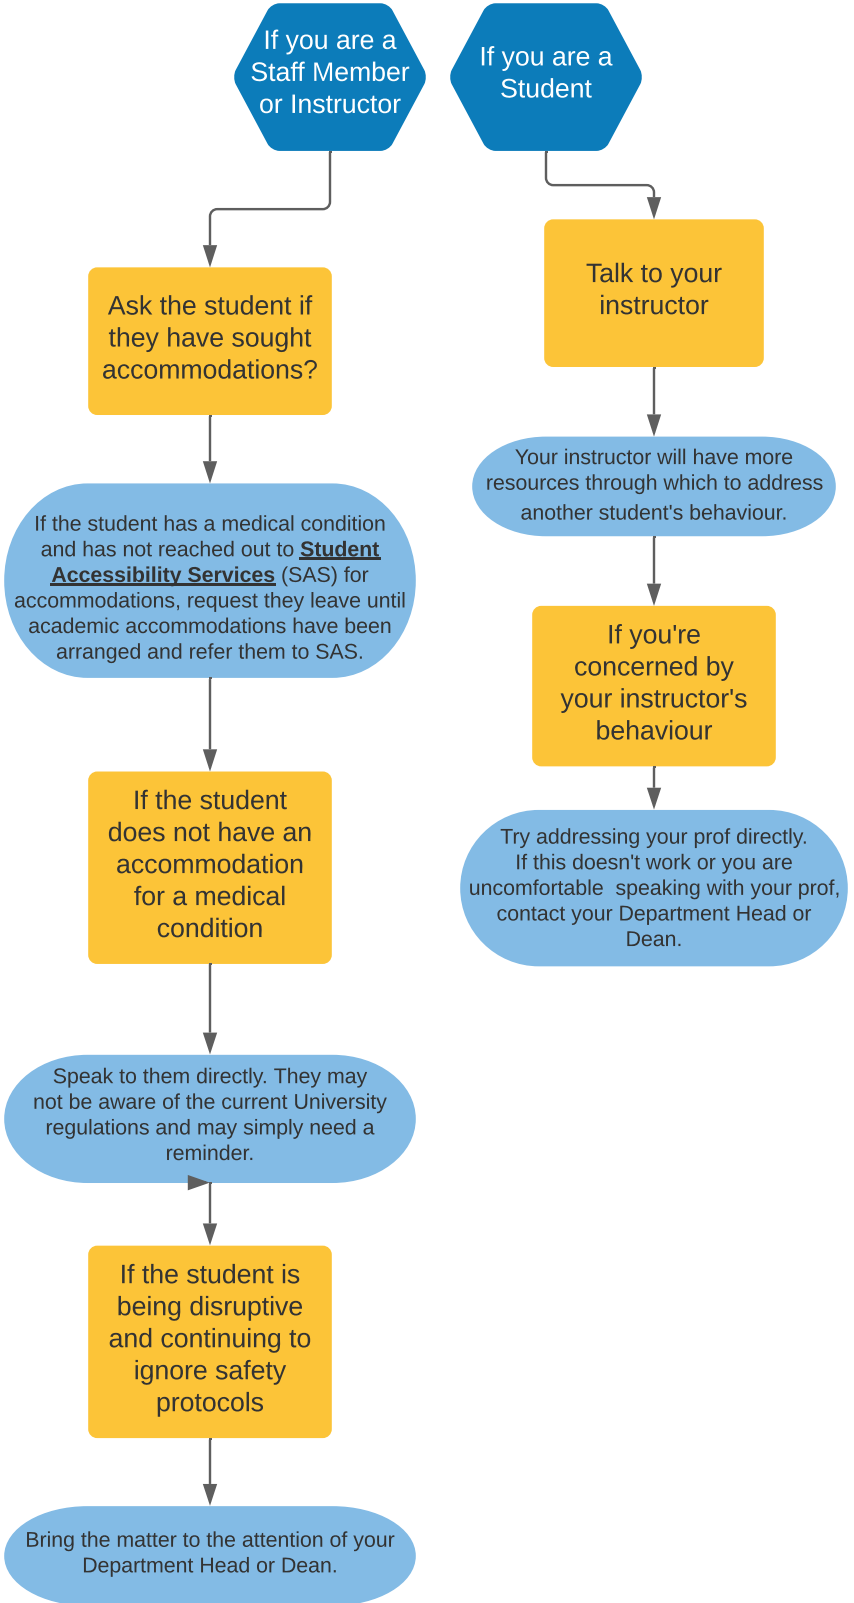 If you are a
Staff Member
or Instructor
If you are a
Student
Ask the student if
they have sought
accommodations?
If the student has a medical condition
and has not reached out to Student
Accessibility Services (SAS) for
accommodations, request they leave until
academic accommodations have been
arranged and refer them to SAS.
If the student
does not have an
accommodation
for a medical
condition
Speak to them directly. They may
not be aware of the current University
regulations and may simply need a
reminder.
If the student is
being disruptive
and continuing to
ignore safety
protocols
Bring the matter to the attention of your
Department Head or Dean.
Talk to your
instructor
Your instructor will have more
resources through which to address
another student's behaviour.
If you're
concerned by
your instructor's
behaviour
Try addressing your prof directly.
If this doesn't work or you are
uncomfortable  speaking with your prof,
contact your Department Head or
Dean.